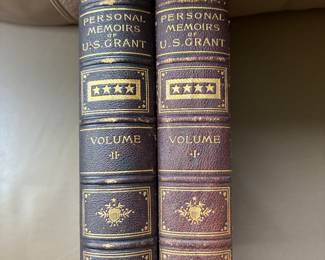 PERSONAL
MEMOIRS
OF
U.S. GRANT
VOLUME
·II·
PERSONAL
MEMOIRS
OF
U.S. GRANT
VOLUME
·I·